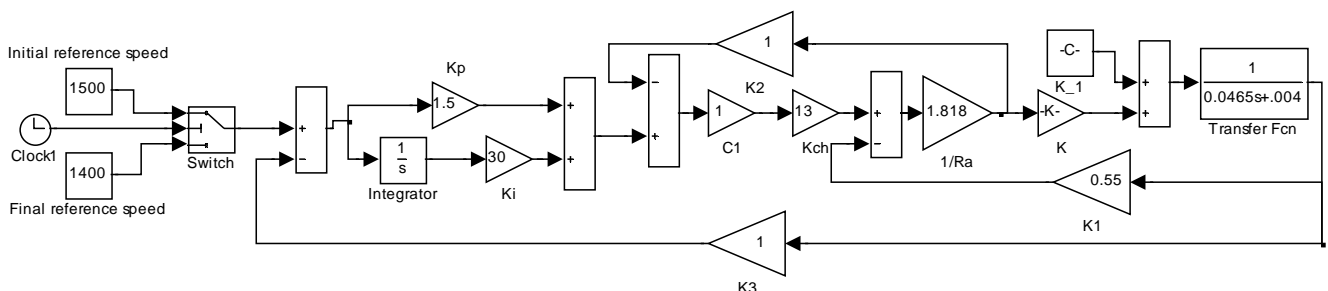 Initial reference speed
1500
Clock1
1400
Final reference speed
Switch
+
-
Kp
1.5
1
s
Integrator
30
Ki
+
+
1
K2
-
+
1
C1
13
Kch
+
-
1.818
1/Ra
-C-
K_1
-K-
K
+
+
1
0.0465s+.004
Transfer Fcn
0.55
K1
1
K3